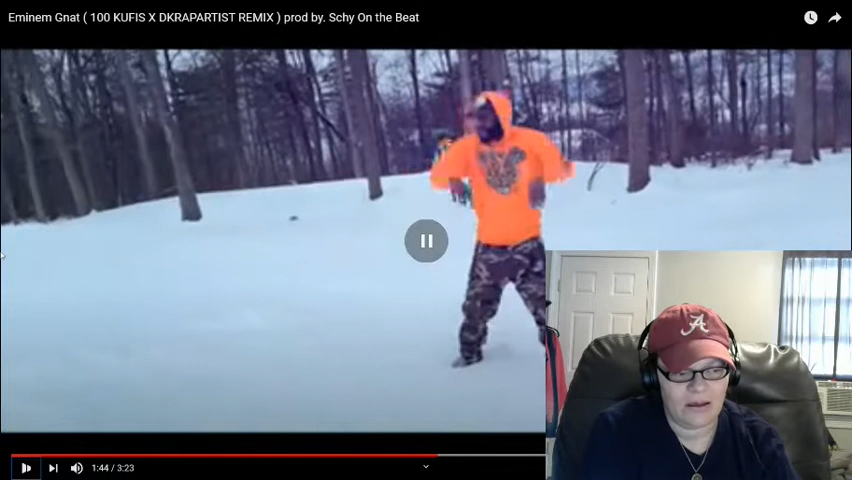 Eminem Gnat ( 100 KUFIS X DKRAPARTIST REMIX ) prod by. Schy On the Beat
A
1:44 / 3:23